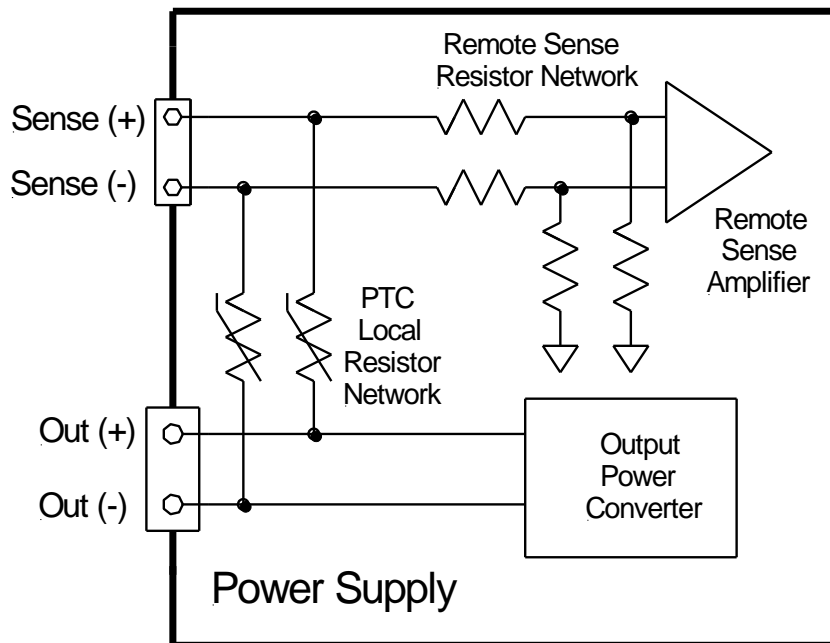 Remote Sense
Resistor Network
Sense (+)
Sense (-)
Remote
Sense
Amplifier
PTC
Local
Resistor
Network
Out (+)
Out (-)
Output
Power
Converter
Power Supply